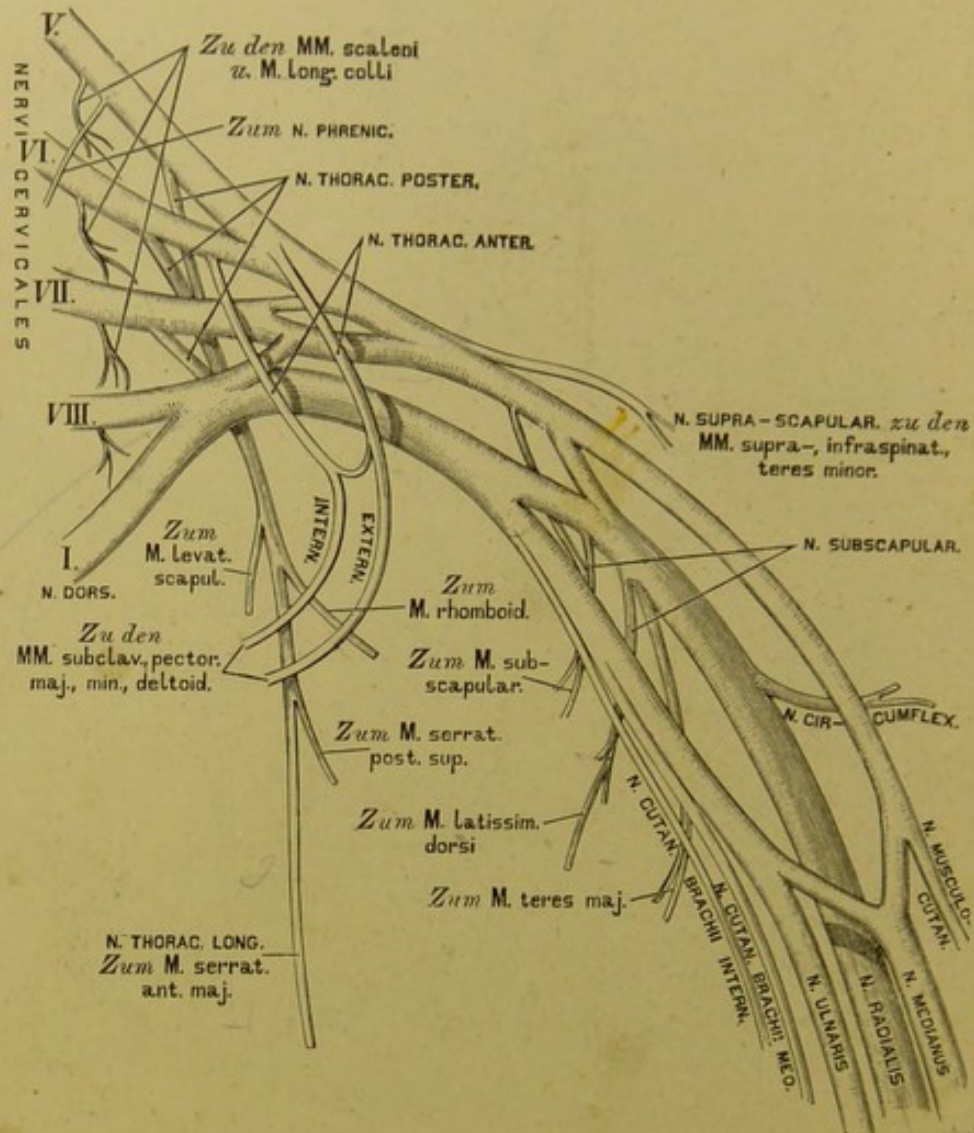 V.
Zu den MM. scaleni
u. M. long. colli
NERVI CERVICALES
Zum N. PHRENIC.
VI.
N. THORAC. POSTER,
N. THORAC. ANTER
VII.
VIII.
N. SUPRA-SCAPULAR. zu den
MM. supra-, infraspinat.,
teres minor.
INTERN.
EXTERN.
Zum
M. levat.
scapul.
N. SUBSCAPULAR.
I.
N. DORS.
Zum
M. rhomboid.
Zu den
MM. subclav., pector.
maj., min., deltoid.
Zum M. sub-
scapular.
N. CIR-CUMFLEX.
Zum M. serrat.
post. sup.
Zum M. latissim.
dorsi
Zum M. teres maj.
N. CUTAN. BRACHII INTERN.
N. CUTAN. BRACHII MED.
N. MUSCULO-
CUTAN.
N. THORAC. LONG.
Zum M. serrat.
ant. maj.
N. ULNARIS
N. RADIALIS
N. MEDIANUS